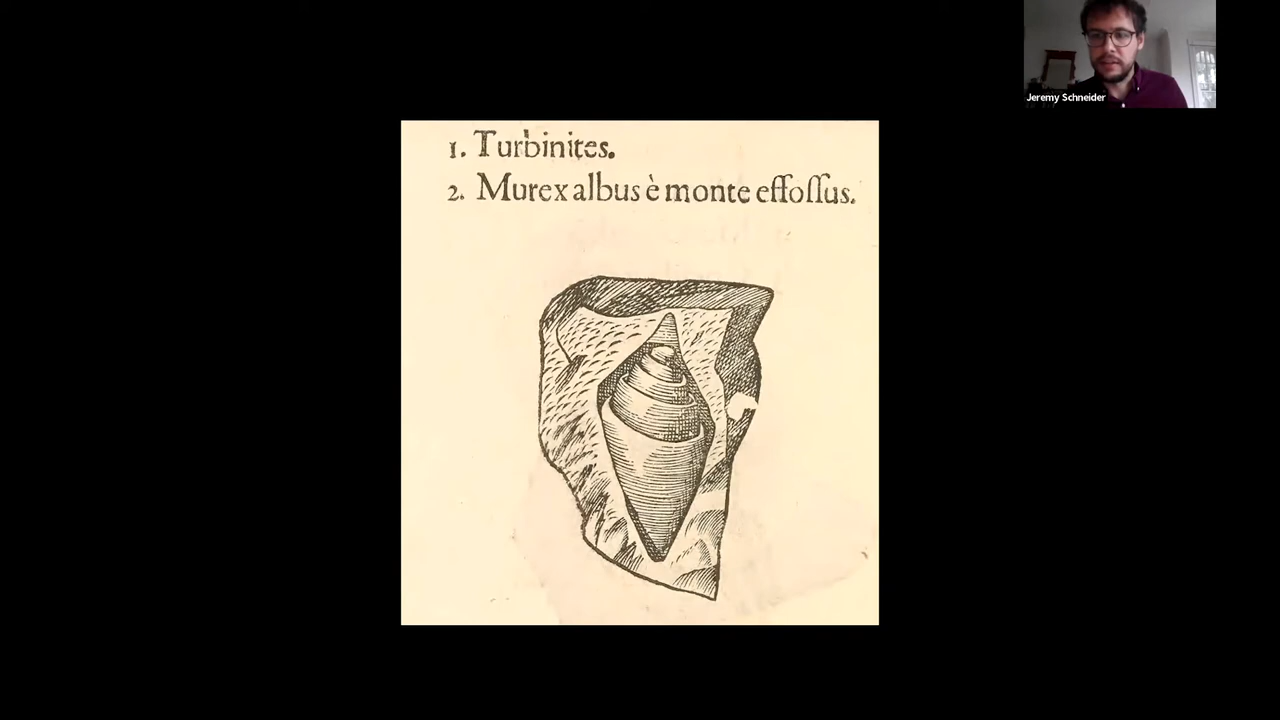 1. Turbinites.
2. Murex albus è monte effossus.
Jeremy Schneider